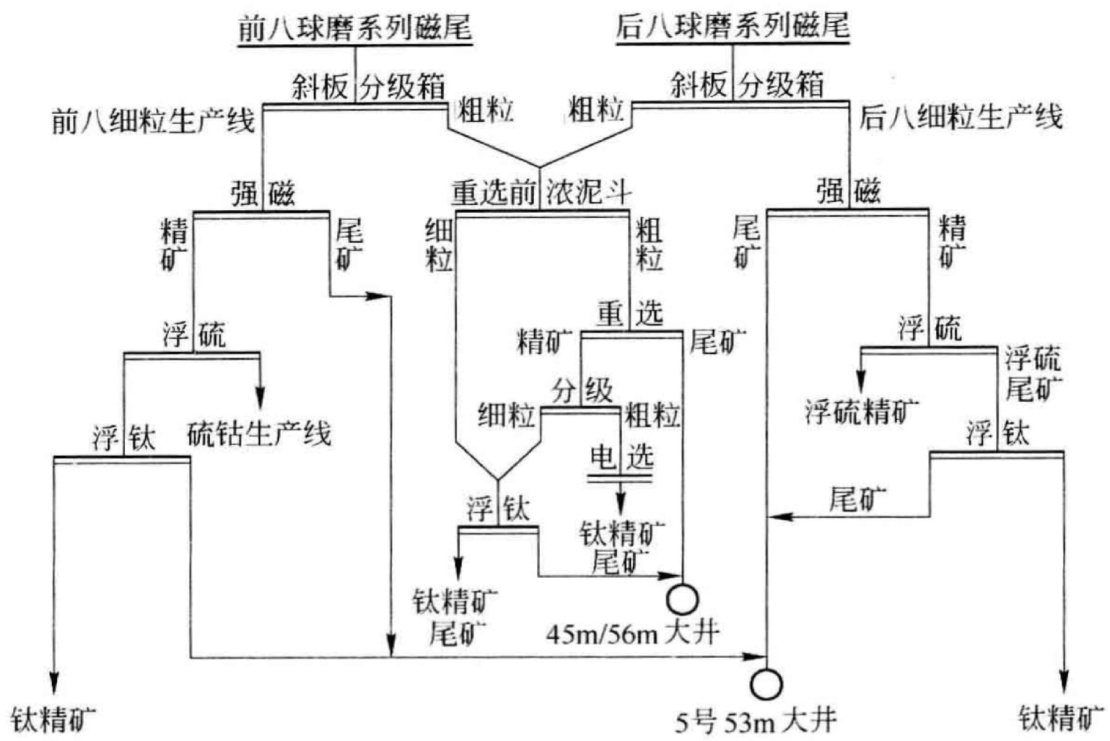 前八球磨系列磁尾
后八球磨系列磁尾
斜板分级箱
斜板分级箱
前八细粒生产线
粗粒
粗粒
后八细粒生产线
强磁
重选前浓泥斗
强磁
精矿
尾矿
细粒
粗粒
尾矿
精矿
重选
浮硫
精矿
尾矿
浮硫
浮硫
尾矿
分级
硫钴生产线
细粒
粗粒
浮硫精矿
浮钛
电选
浮钛
尾矿
浮钛
钛精矿
尾矿
钛精矿
尾矿
45m/56m大井
钛精矿
5号53m大井
钛精矿